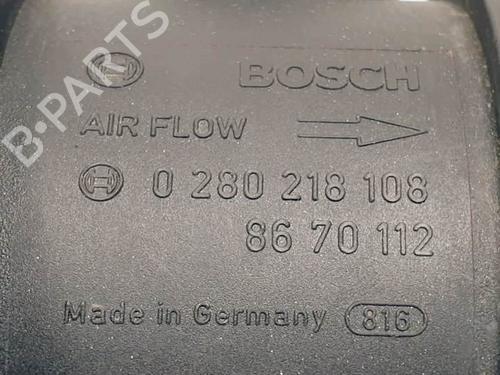 BOSCH
AIR FLOW
0 280 218 108
86 70 112
Made in Germany 816
B-PARTS